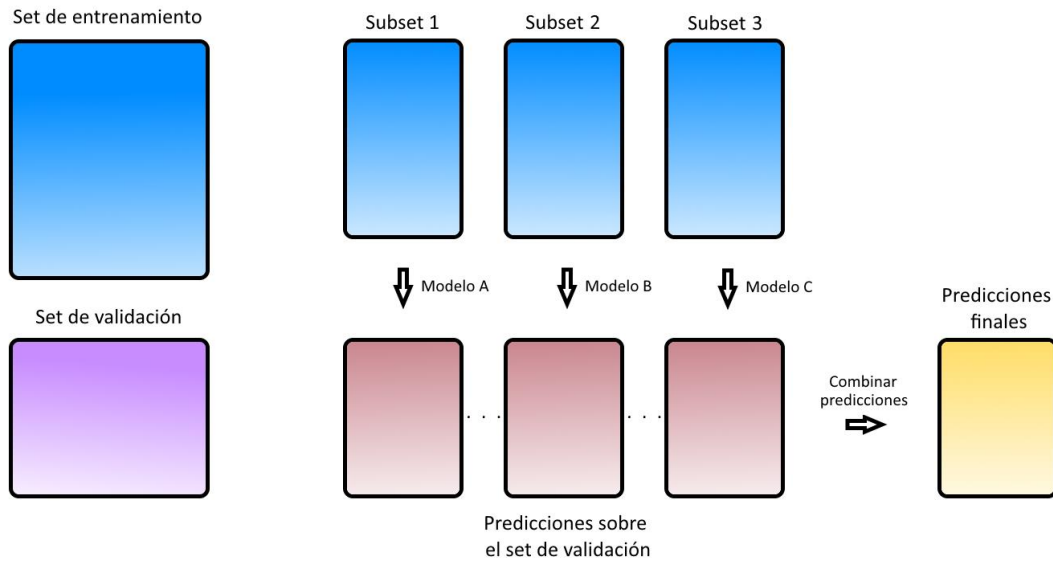 Set de entrenamiento
Subset 1
Subset 2
Subset 3
Modelo A
Modelo B
Modelo C
Set de validación
Predicciones
finales
Combinar
predicciones
. . .
. . .
Predicciones sobre
el set de validación